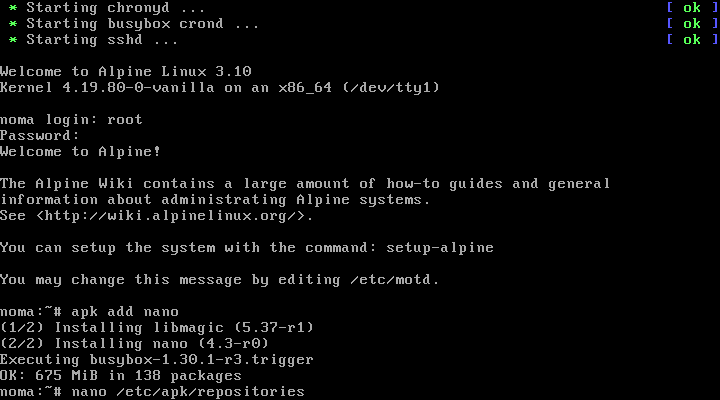 * Starting chronyd ... [ ok ]
* Starting busybox crond ... [ ok ]
* Starting sshd ... [ ok ]
Welcome to Alpine Linux 3.10
Kernel 4.19.80-0-vanilla on an x86_64 (/dev/tty1)
noma login: root
Password:
Welcome to Alpine!
The Alpine Wiki contains a large amount of how-to guides and general
information about administrating Alpine systems.
See <http://wiki.alpinelinux.org/>.
You can setup the system with the command: setup-alpine
You may change this message by editing /etc/motd.
noma:~# apk add nano
(1/2) Installing libmagic (5.37-r1)
(2/2) Installing nano (4.3-r0)
Executing busybox-1.30.1-r3.trigger
OK: 675 MiB in 138 packages
noma:~# nano /etc/apk/repositories